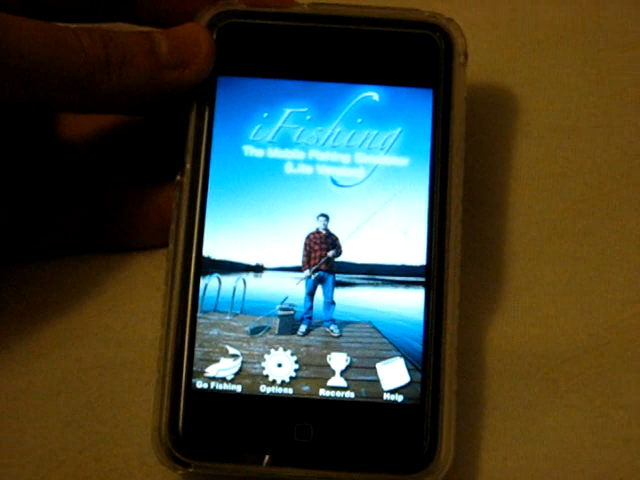 iFishing
The Mobile Fishing Simulator
(Lite Version)
Go Fishing Options Records Help